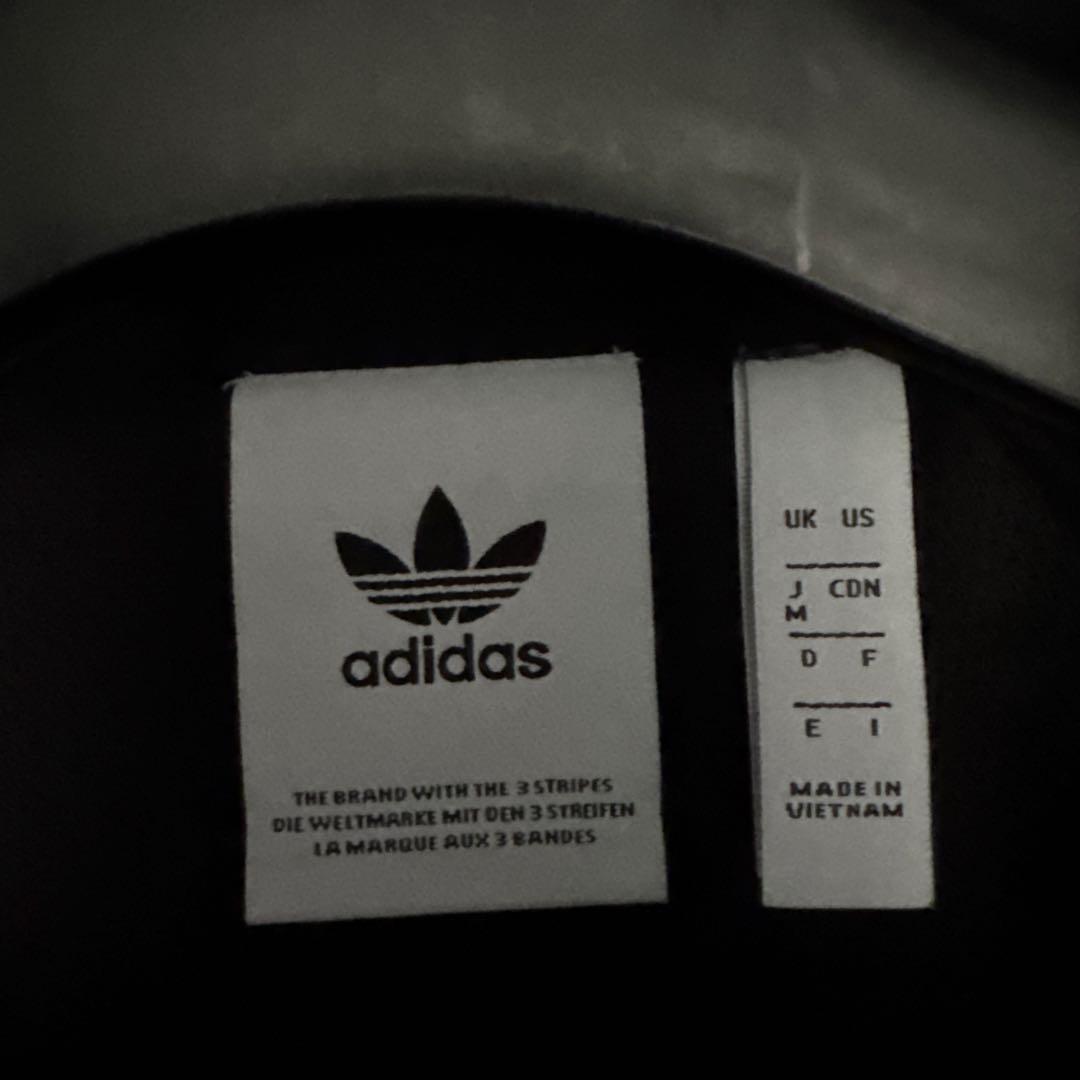 adidas
THE BRAND WITH THE 3 STRIPES
DIE WELTMARKE MIT DEN 3 STREIFEN
LA MARQUE AUX 3 BANDES
UK US
J CDN
M
D F
E I
MADE IN
VIETNAM